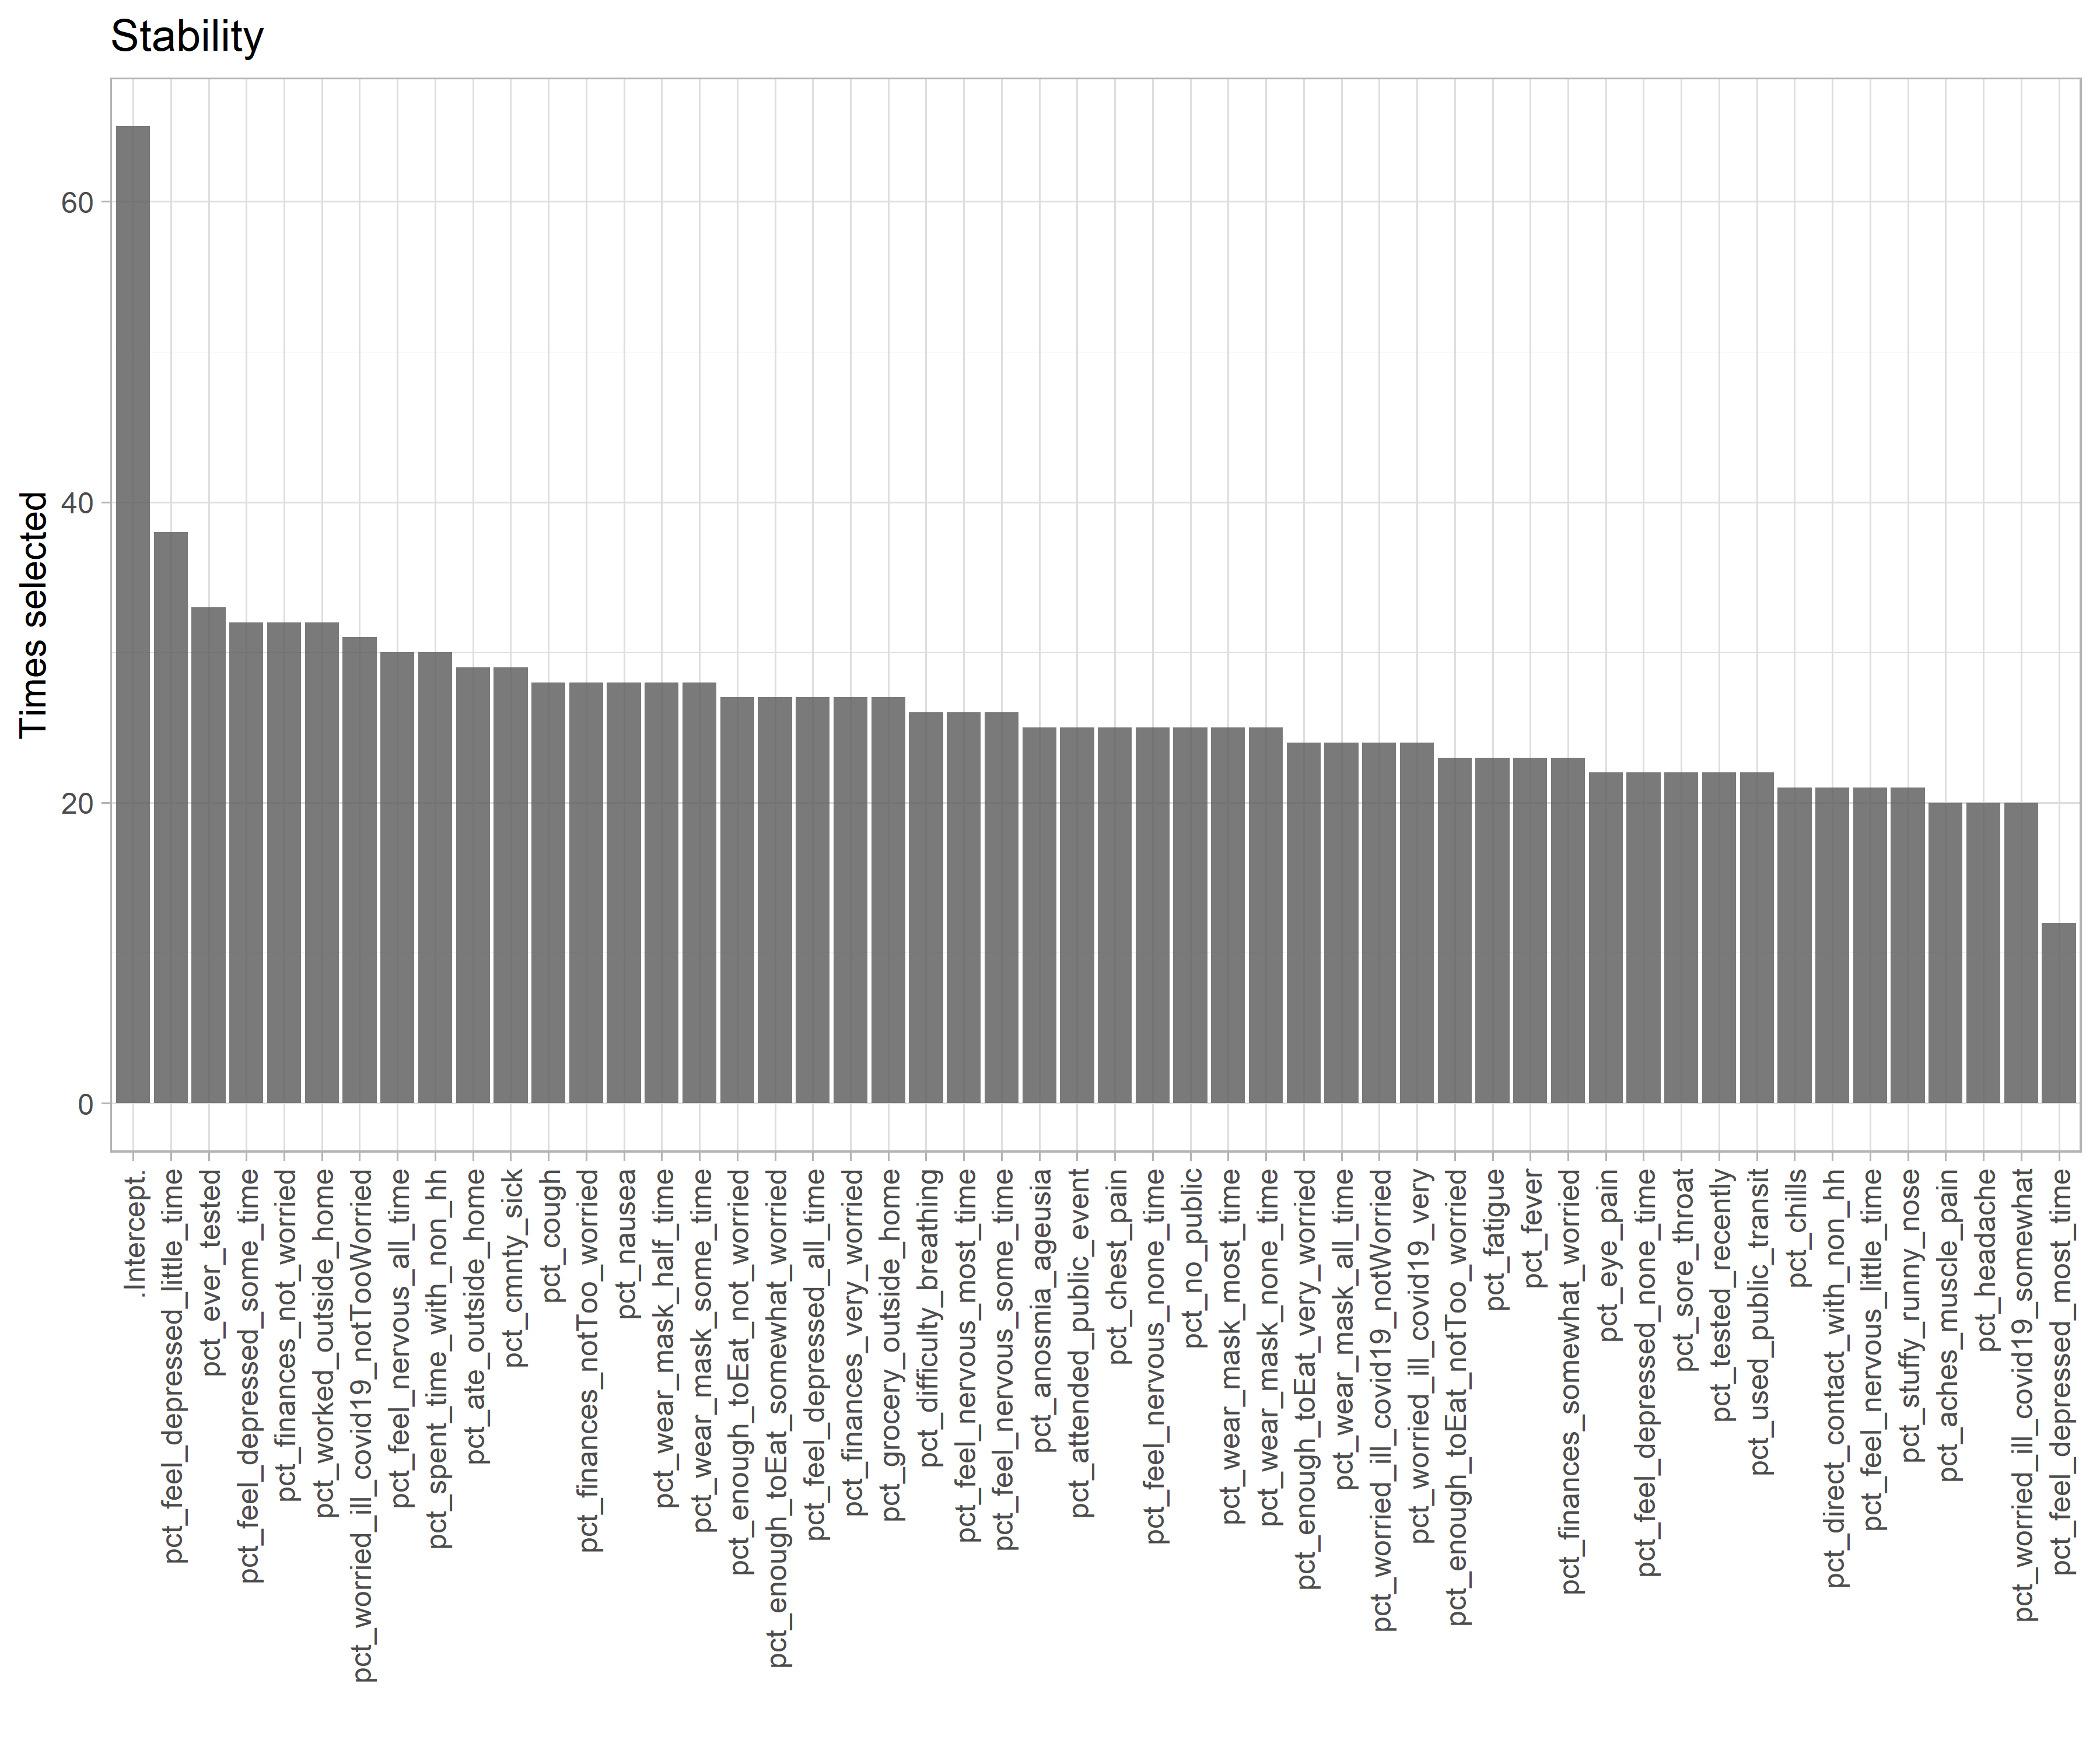 Stability
Times selected
60
40
20
0
.Intercept.
pct_feel_depressed_little_time
pct_ever_tested
pct_feel_depressed_some_time
pct_finances_not_worried
pct_worked_outside_home
pct_worried_ill_covid19_notTooWorried
pct_feel_nervous_all_time
pct_spent_time_with_non_hh
pct_ate_outside_home
pct_cmnty_sick
pct_cough
pct_finances_notToo_worried
pct_nausea
pct_wear_mask_half_time
pct_wear_mask_some_time
pct_enough_toEat_not_worried
pct_enough_toEat_somewhat_worried
pct_feel_depressed_all_time
pct_finances_very_worried
pct_grocery_outside_home
pct_difficulty_breathing
pct_feel_nervous_most_time
pct_feel_nervous_some_time
pct_anosmia_ageusia
pct_attended_public_event
pct_chest_pain
pct_feel_nervous_none_time
pct_no_public
pct_wear_mask_most_time
pct_wear_mask_none_time
pct_enough_toEat_very_worried
pct_wear_mask_all_time
pct_worried_ill_covid19_notWorried
pct_worried_ill_covid19_very
pct_enough_toEat_notToo_worried
pct_fatigue
pct_fever
pct_finances_somewhat_worried
pct_eye_pain
pct_feel_depressed_none_time
pct_sore_throat
pct_tested_recently
pct_used_public_transit
pct_chills
pct_direct_contact_with_non_hh
pct_feel_nervous_little_time
pct_stuffy_runny_nose
pct_aches_muscle_pain
pct_headache
pct_worried_ill_covid19_somewhat
pct_feel_depressed_most_time